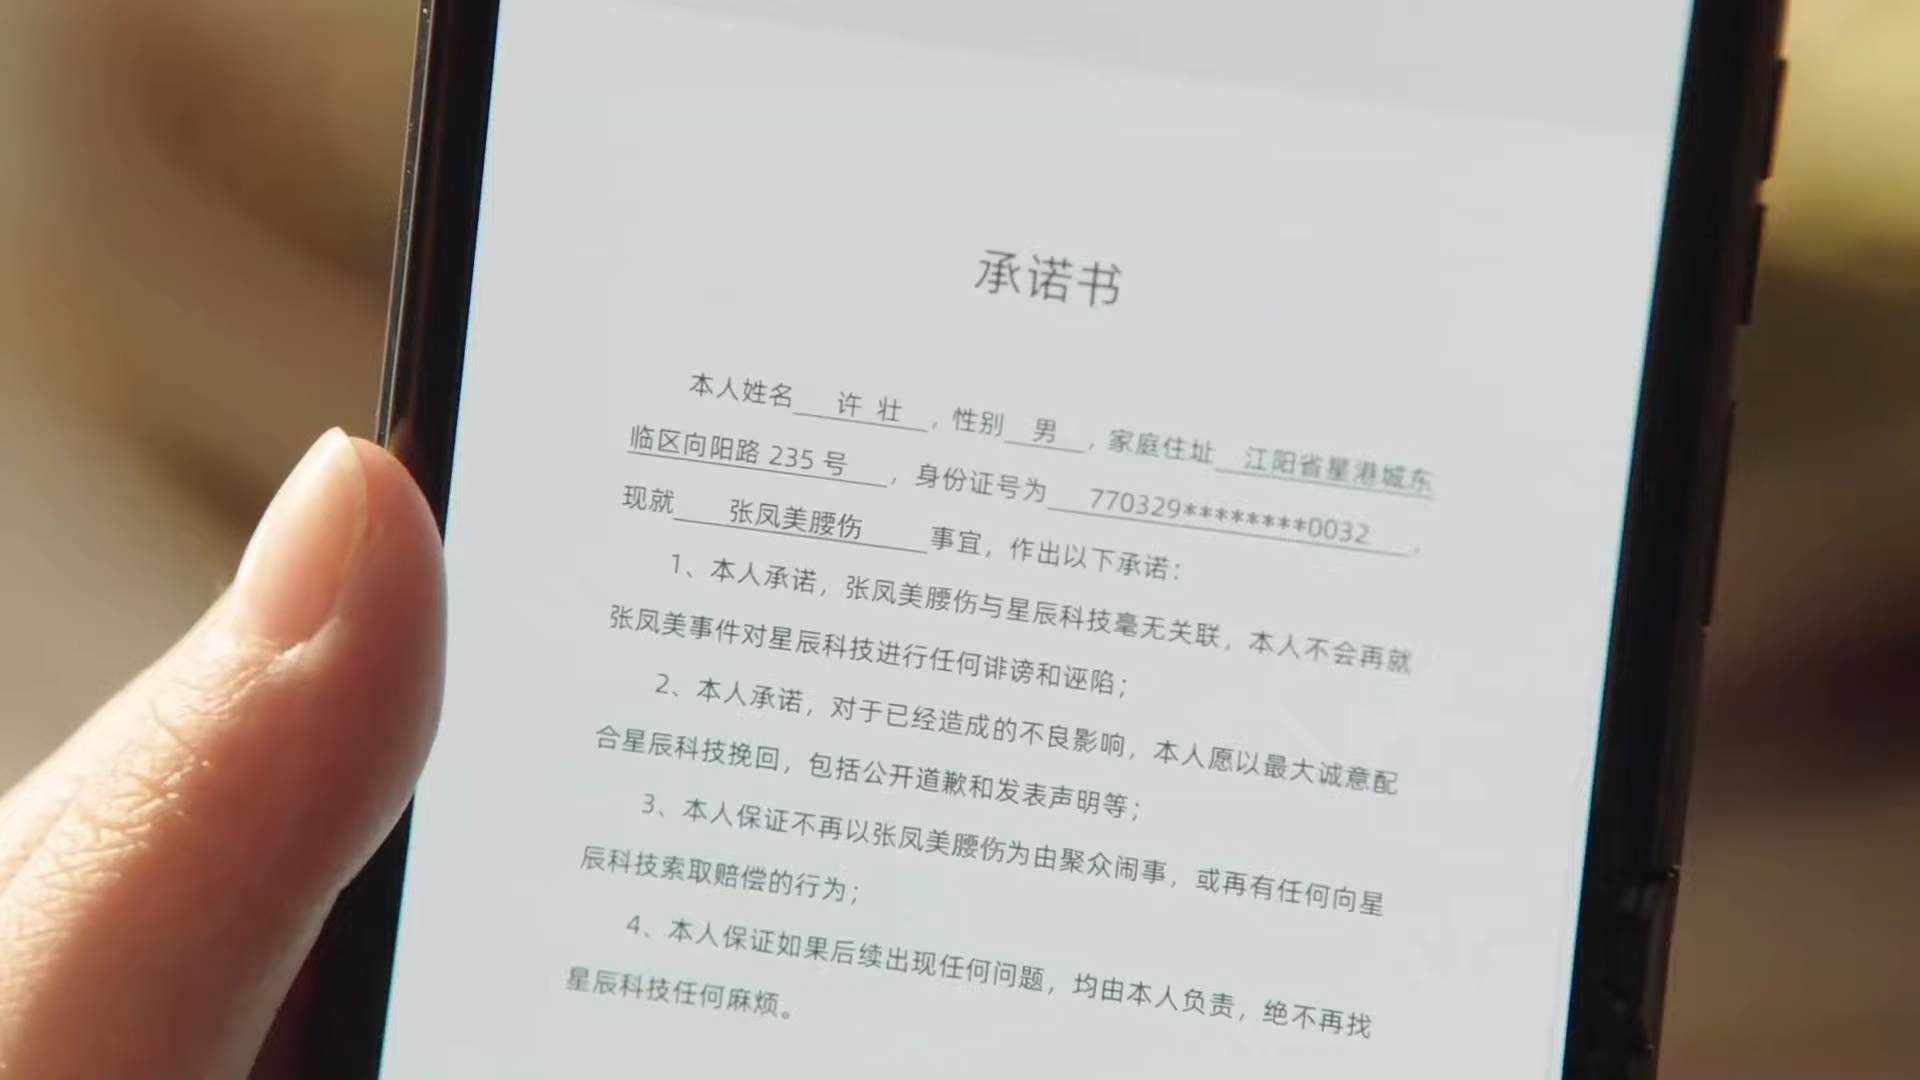 承诺书
本人姓名 许壮 ，性别 男 ，家庭住址 江阳省星港城东
临区向阳路 235 号 ，身份证号为 770329********0032 ，
现就 张凤美腰伤 事宜，作出以下承诺：
1、本人承诺，张凤美腰伤与星辰科技毫无关联，本人不会再就
张凤美事件对星辰科技进行任何诽谤和诬陷；
2、本人承诺，对于已经造成的不良影响，本人愿以最大诚意配
合星辰科技挽回，包括公开道歉和发表声明等；
3、本人保证不再以张凤美腰伤为由聚众闹事，或再有任何向星
辰科技索取赔偿的行为；
4、本人保证如果后续出现任何问题，均由本人负责，绝不再找
星辰科技任何麻烦。